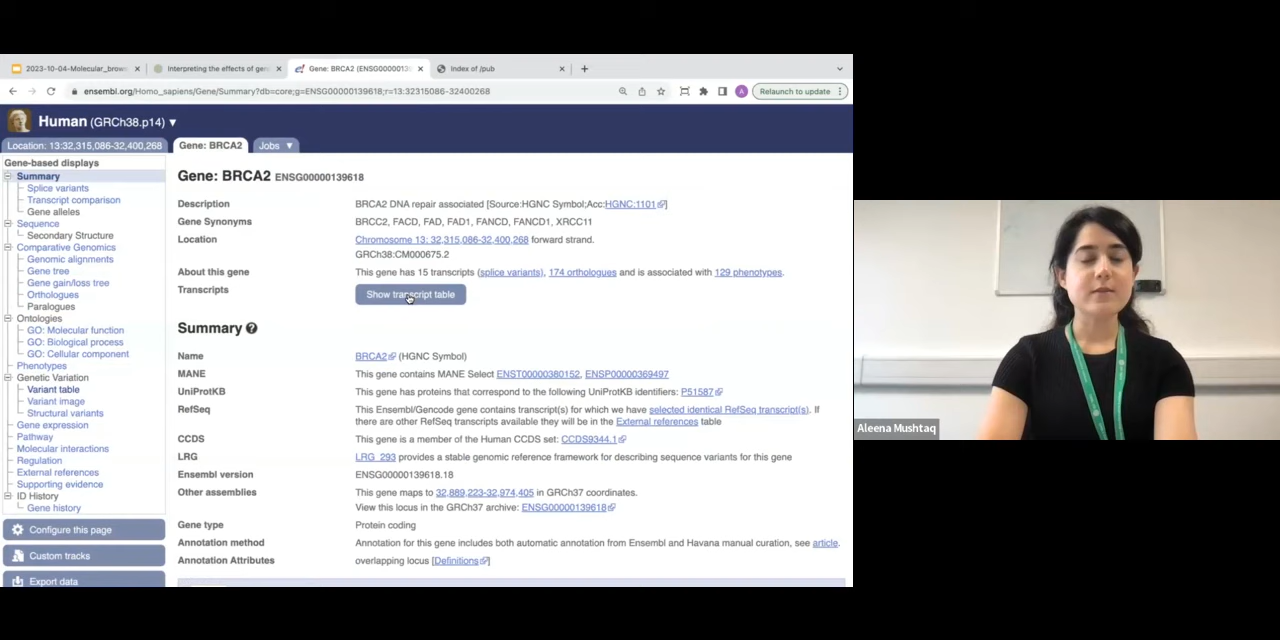 2023-10-04-Molecular_brows
Interpreting the effects of gen
Gene: BRCA2 (ENSG0000013
Index of /pub
ensembl.org/Homo_sapiens/Gene/Summary?db=core;g=ENSG00000139618;r=13:32315086-32400268
A
Relaunch to update
Human (GRCh38.p14) ▼
Location: 13:32,315,086-32,400,268
Gene: BRCA2
Jobs ▼
Gene-based displays
Summary
Splice variants
Transcript comparison
Gene alleles
Sequence
Secondary Structure
Comparative Genomics
Genomic alignments
Gene tree
Gene gain/loss tree
Orthologues
Paralogues
Ontologies
GO: Molecular function
GO: Biological process
GO: Cellular component
Phenotypes
Genetic Variation
Variant table
Variant image
Structural variants
Gene expression
Pathway
Molecular interactions
Regulation
External references
Supporting evidence
ID History
Gene history
Configure this page
Custom tracks
Export data
Gene: BRCA2 ENSG00000139618
Description BRCA2 DNA repair associated [Source:HGNC Symbol;Acc:HGNC:1101]
Gene Synonyms BRCC2, FACD, FAD, FAD1, FANCD, FANCD1, XRCC11
Location Chromosome 13: 32,315,086-32,400,268 forward strand.
GRCh38:CM000675.2
About this gene This gene has 15 transcripts (splice variants), 174 orthologues and is associated with 129 phenotypes.
Transcripts Show transcript table
Summary ?
Name BRCA2 (HGNC Symbol)
MANE This gene contains MANE Select ENST00000380152, ENSP00000369497
UniProtKB This gene has proteins that correspond to the following UniProtKB identifiers: P51587
RefSeq This Ensembl/Gencode gene contains transcript(s) for which we have selected identical RefSeq transcript(s). If
there are other RefSeq transcripts available they will be in the External references table
CCDS This gene is a member of the Human CCDS set: CCDS9344.1
LRG LRG_293 provides a stable genomic reference framework for describing sequence variants for this gene
Ensembl version ENSG00000139618.18
Other assemblies This gene maps to 32,889,223-32,974,405 in GRCh37 coordinates.
View this locus in the GRCh37 archive: ENSG00000139618
Gene type Protein coding
Annotation method Annotation for this gene includes both automatic annotation from Ensembl and Havana manual curation, see article.
Annotation Attributes overlapping locus [Definitions]
Aleena Mushtaq